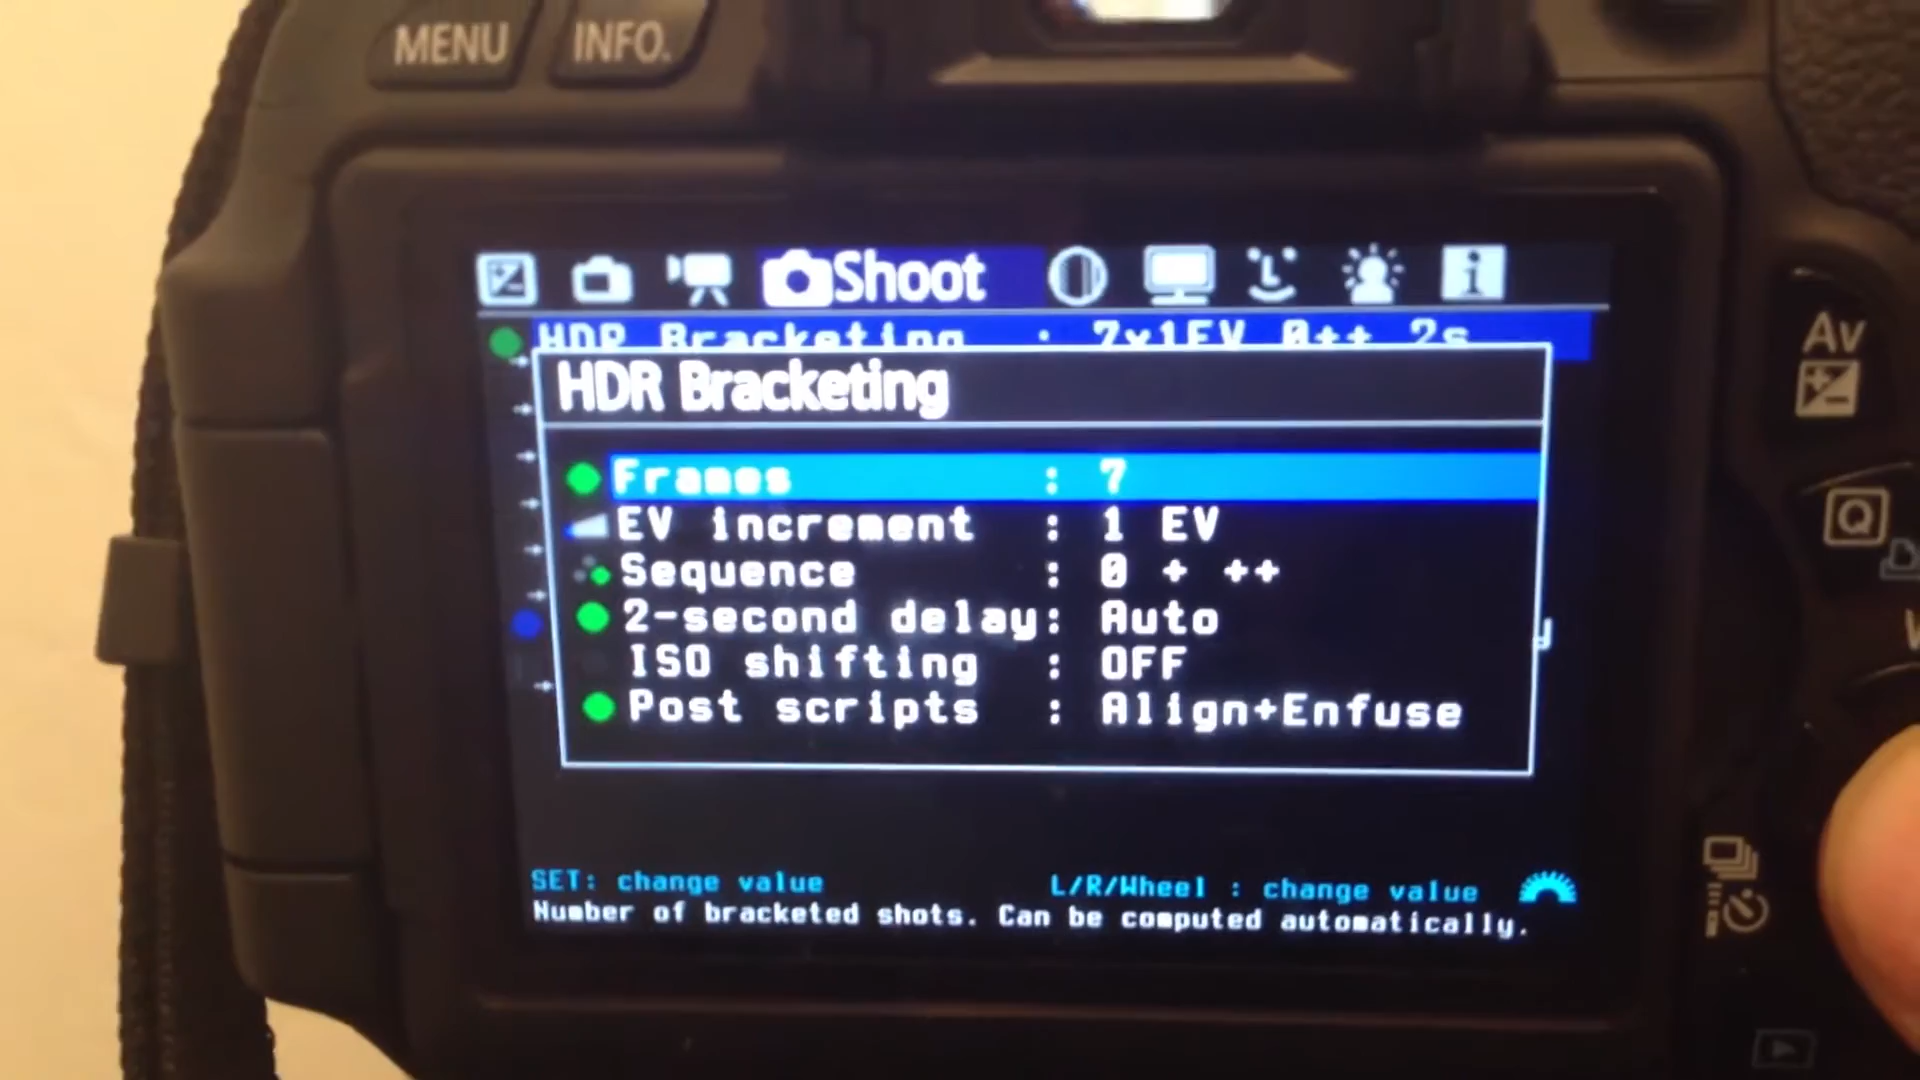 MENU INFO.
Shoot
HDR Bracketing : 7x1EV 0++ 2s
HDR Bracketing
Frames : 7
EV increment : 1 EV
Sequence : 0 + ++
2-second delay: Auto
ISO shifting : OFF
Post scripts : Align+Enfuse
SET: change value L/R/Wheel : change value
Number of bracketed shots. Can be computed automatically.
Av
Q